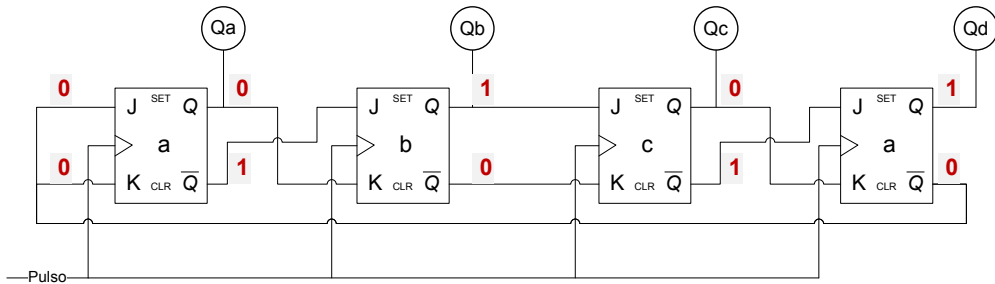 Qa Qb Qc Qd
0 0 1 0 1
J SET Q J SET Q J SET Q J SET Q
a b c a
0 1 0 1 0
K CLR Q K CLR Q K CLR Q K CLR Q
Pulso